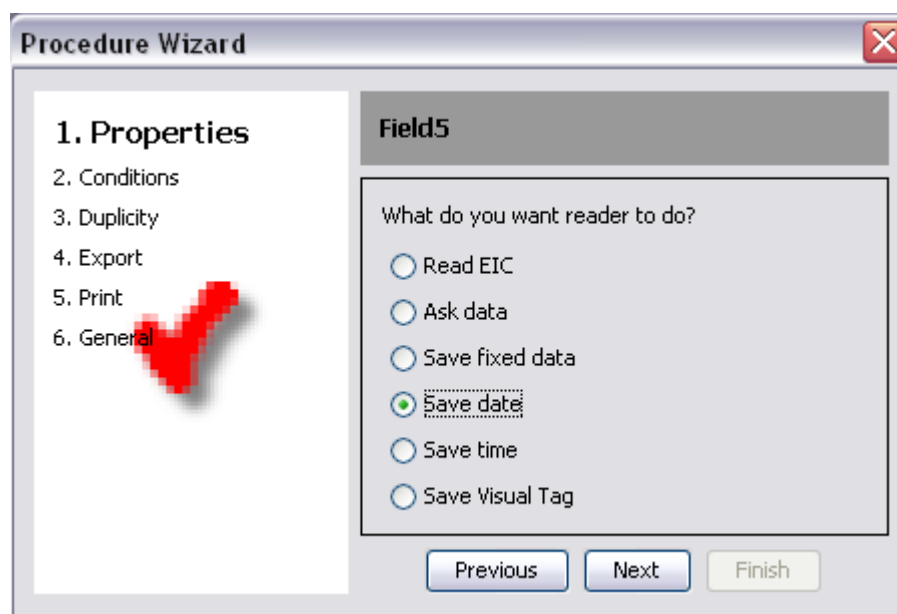 Procedure Wizard
1. Properties
2. Conditions
3. Duplicity
4. Export
5. Print
6. General
Field5
What do you want reader to do?
Read EIC
Ask data
Save fixed data
Save date
Save time
Save Visual Tag
Previous
Next
Finish